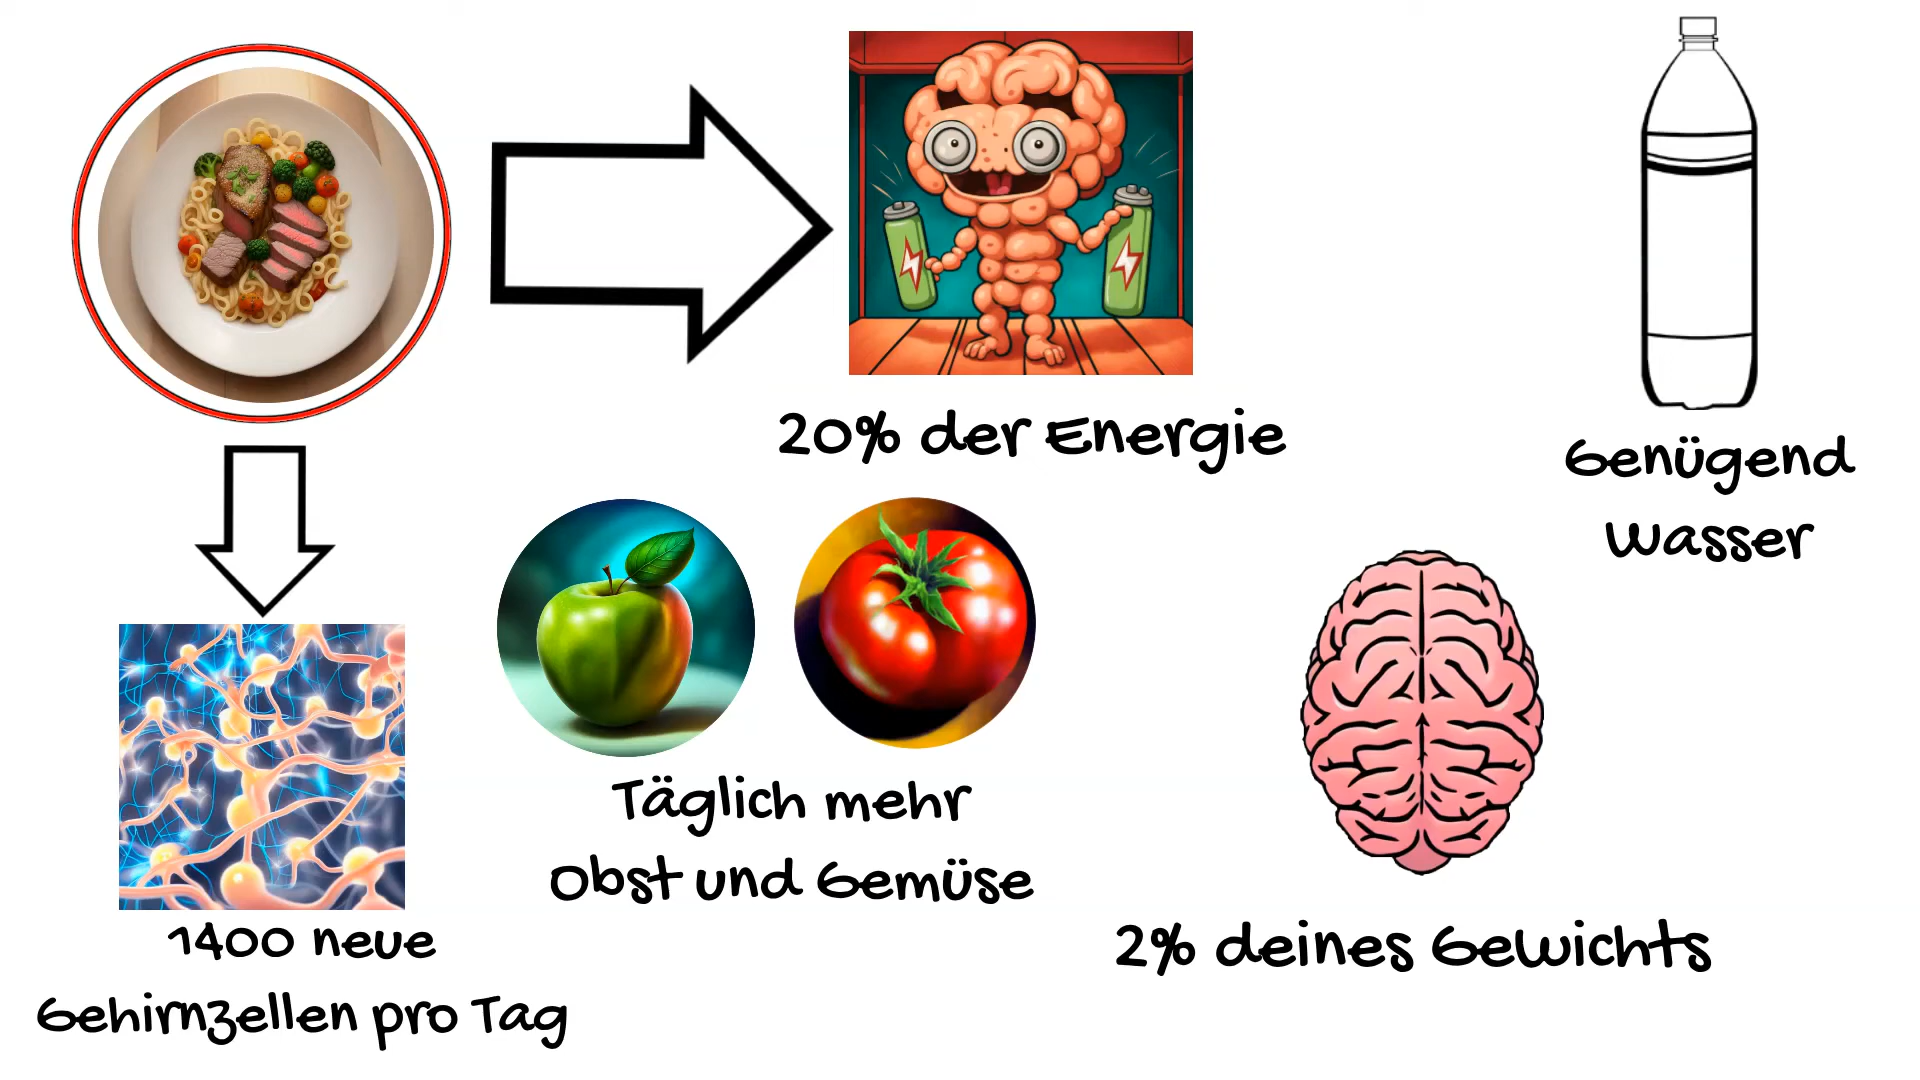 20% der Energie
Genügend
Wasser
Täglich mehr
Obst und Gemüse
1400 neue
Gehirnzellen pro Tag
2% deines Gewichts